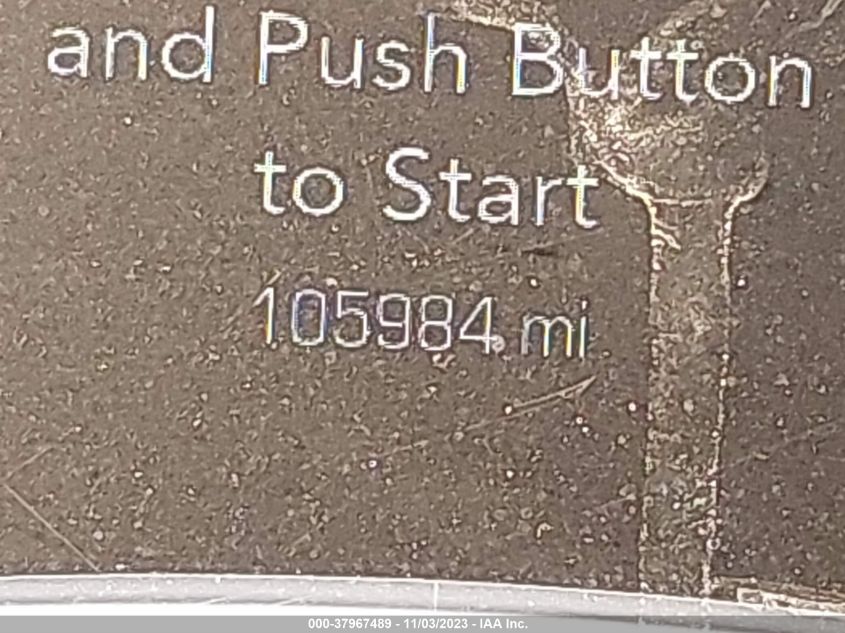 and Push Button
to Start
105984 mi
000-37967489 - 11/03/2023 - IAA Inc.